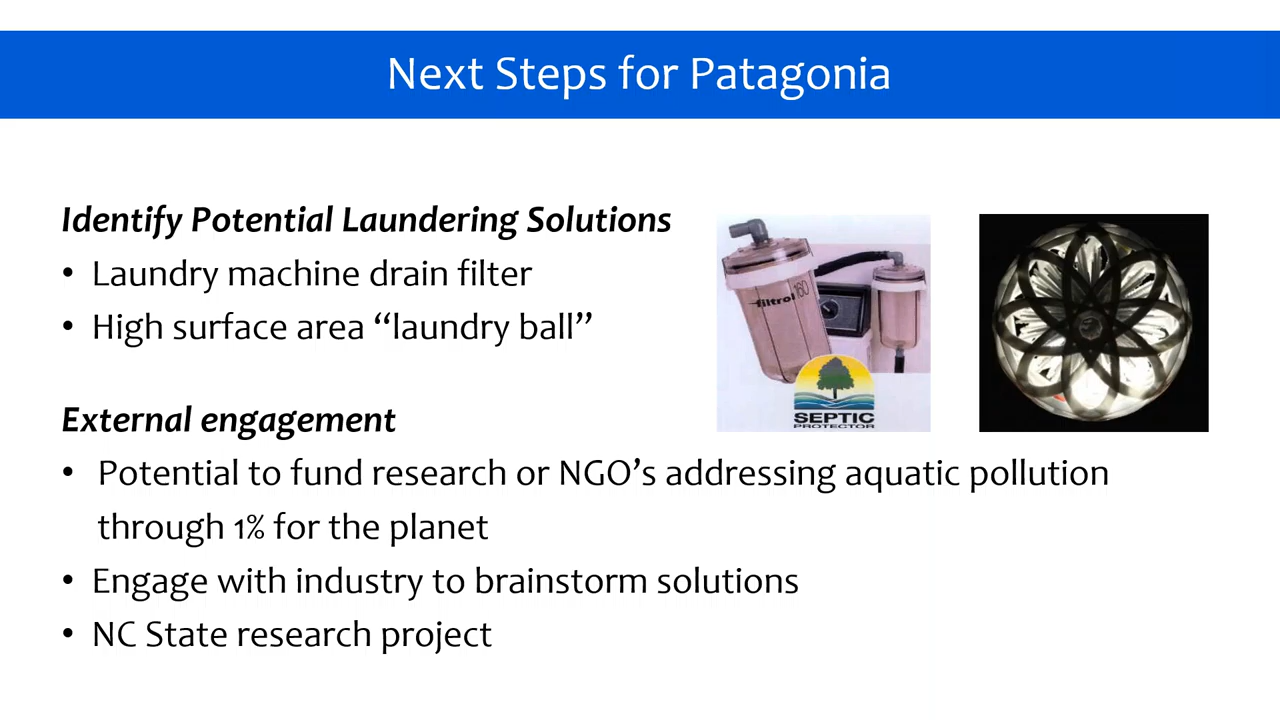 Next Steps for Patagonia
Identify Potential Laundering Solutions
• Laundry machine drain filter
• High surface area “laundry ball”
filtrol 160
SEPTIC
PROTECTOR
External engagement
• Potential to fund research or NGO’s addressing aquatic pollution
through 1% for the planet
• Engage with industry to brainstorm solutions
• NC State research project